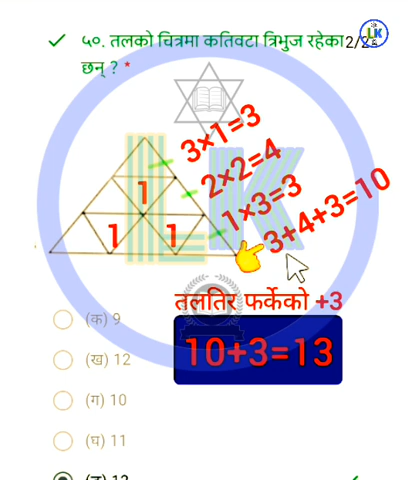 ५०. तलको चित्रमा कतिवटा त्रिभुज रहेका 2/2
छन् ? *
LK
3×1=3
2×2=4
1×3=3
3+4+3=10
1
1 1
LK
तलतिर फर्केको +3
10+3=13
(क) 9
(ख) 12
(ग) 10
(घ) 11